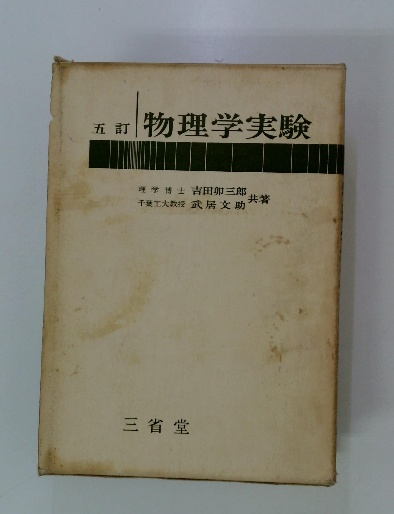 五訂 物理学実験
理学博士 吉田卯三郎
千葉工大教授 武居文助 共著
三省堂